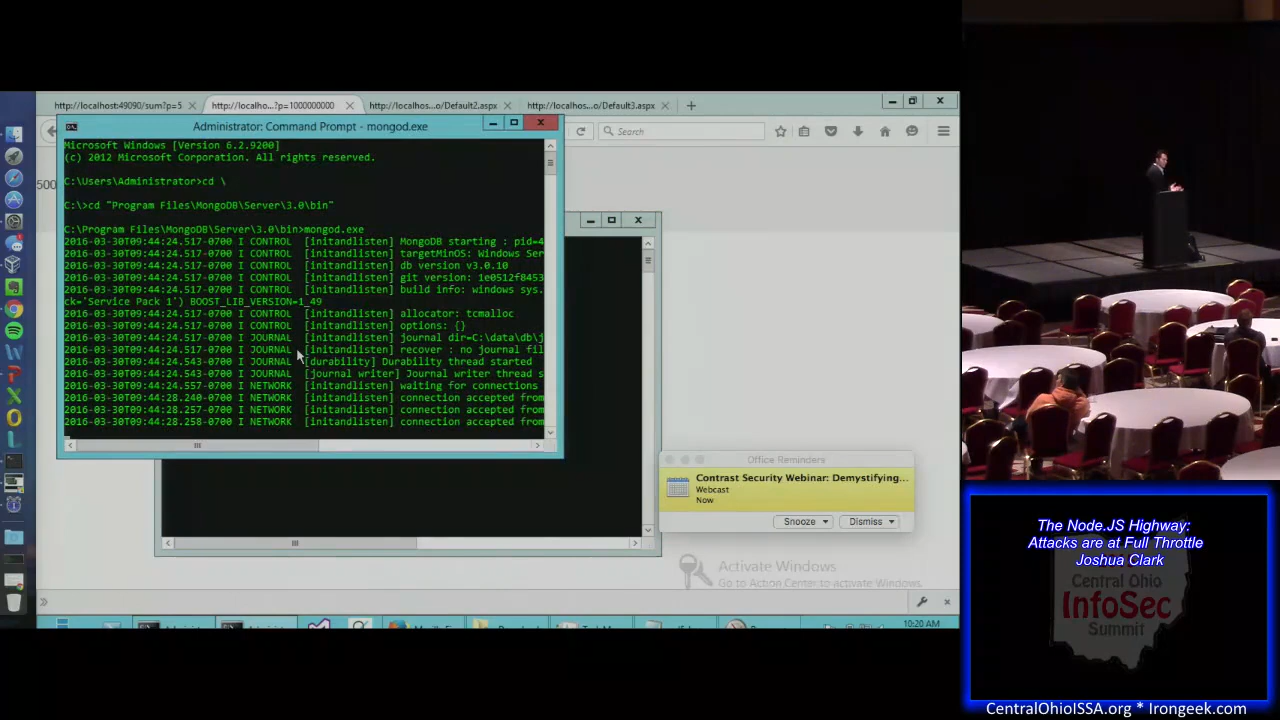 http://localhost:49090/sum?p=5
http://localho...?p=1000000000
http://localhos...o/Default2.aspx
http://localhos...o/Default3.aspx
Search
500
Administrator: Command Prompt - mongod.exe
Microsoft Windows [Version 6.2.9200]
(c) 2012 Microsoft Corporation. All rights reserved.
C:\Users\Administrator>cd \
C:\>cd "Program Files\MongoDB\Server\3.0\bin"
C:\Program Files\MongoDB\Server\3.0\bin>mongod.exe
2016-03-30T09:44:24.517-0700 I CONTROL [initandlisten] MongoDB starting : pid=4
2016-03-30T09:44:24.517-0700 I CONTROL [initandlisten] targetMinOS: Windows Ser
2016-03-30T09:44:24.517-0700 I CONTROL [initandlisten] db version v3.0.10
2016-03-30T09:44:24.517-0700 I CONTROL [initandlisten] git version: 1e0512f8453
2016-03-30T09:44:24.517-0700 I CONTROL [initandlisten] build info: windows sys.
ck='Service Pack 1') BOOST_LIB_VERSION=1_49
2016-03-30T09:44:24.517-0700 I CONTROL [initandlisten] allocator: tcmalloc
2016-03-30T09:44:24.517-0700 I CONTROL [initandlisten] options: {}
2016-03-30T09:44:24.517-0700 I JOURNAL [initandlisten] journal dir=C:\data\db\j
2016-03-30T09:44:24.517-0700 I JOURNAL [initandlisten] recover : no journal fil
2016-03-30T09:44:24.543-0700 I JOURNAL [durability] Durability thread started
2016-03-30T09:44:24.543-0700 I JOURNAL [journal writer] Journal writer thread s
2016-03-30T09:44:24.557-0700 I NETWORK [initandlisten] waiting for connections
2016-03-30T09:44:28.240-0700 I NETWORK [initandlisten] connection accepted from
2016-03-30T09:44:28.257-0700 I NETWORK [initandlisten] connection accepted from
2016-03-30T09:44:28.258-0700 I NETWORK [initandlisten] connection accepted from
Office Reminders
Contrast Security Webinar: Demystifying...
Webcast
Now
Snooze
Dismiss
Activate Windows
Go to Action Center to activate Windows.
10:20 AM
The Node.JS Highway:
Attacks are at Full Throttle
Joshua Clark
Central Ohio
InfoSec
Summit
CentralOhioISSA.org * Irongeek.com